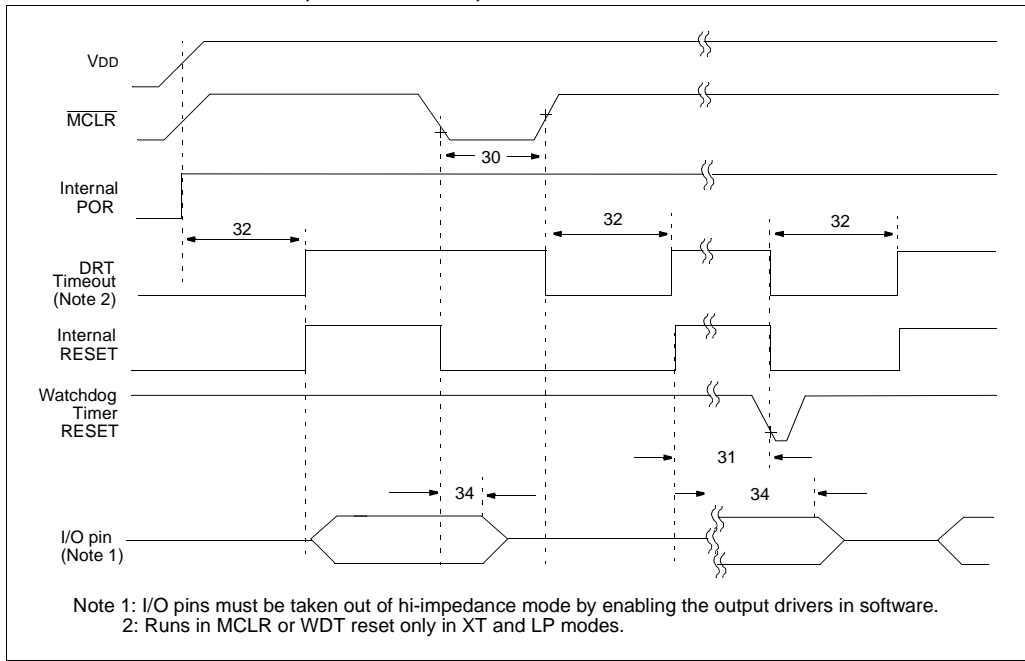 VDD
MCLR
30
Internal
POR
32
32
32
DRT
Timeout
(Note 2)
Internal
RESET
Watchdog
Timer
RESET
31
34
34
I/O pin
(Note 1)
Note 1: I/O pins must be taken out of hi-impedance mode by enabling the output drivers in software.
2: Runs in MCLR or WDT reset only in XT and LP modes.